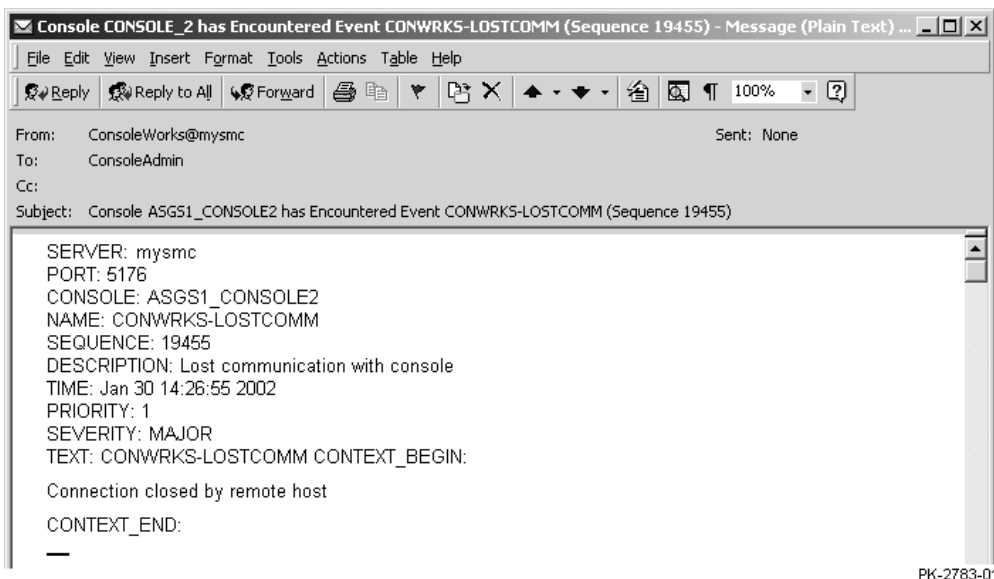 Console CONSOLE_2 has Encountered Event CONWRKS-LOSTCOMM (Sequence 19455) - Message (Plain Text) ...
File Edit View Insert Format Tools Actions Table Help
Reply Reply to All Forward 100%
From: ConsoleWorks@mysmc Sent: None
To: ConsoleAdmin
Cc:
Subject: Console ASGS1_CONSOLE2 has Encountered Event CONWRKS-LOSTCOMM (Sequence 19455)
SERVER: mysmc
PORT: 5176
CONSOLE: ASGS1_CONSOLE2
NAME: CONWRKS-LOSTCOMM
SEQUENCE: 19455
DESCRIPTION: Lost communication with console
TIME: Jan 30 14:26:55 2002
PRIORITY: 1
SEVERITY: MAJOR
TEXT: CONWRKS-LOSTCOMM CONTEXT_BEGIN:
Connection closed by remote host
CONTEXT_END:
PK-2783-01